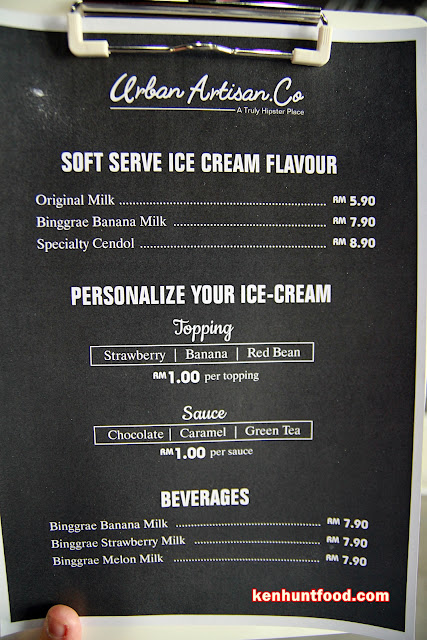 Urban Artisan.Co
A Truly Hipster Place
SOFT SERVE ICE CREAM FLAVOUR
Original Milk ........ RM 5.90
Binggrae Banana Milk ........ RM 7.90
Specialty Cendol ........ RM 8.90
PERSONALIZE YOUR ICE-CREAM
Topping
Strawberry | Banana | Red Bean
RM 1.00 per topping
Sauce
Chocolate | Caramel | Green Tea
RM 1.00 per sauce
BEVERAGES
Binggrae Banana Milk ........ RM 7.90
Binggrae Strawberry Milk ........ RM 7.90
Binggrae Melon Milk ........ RM 7.90
kenhuntfood.com